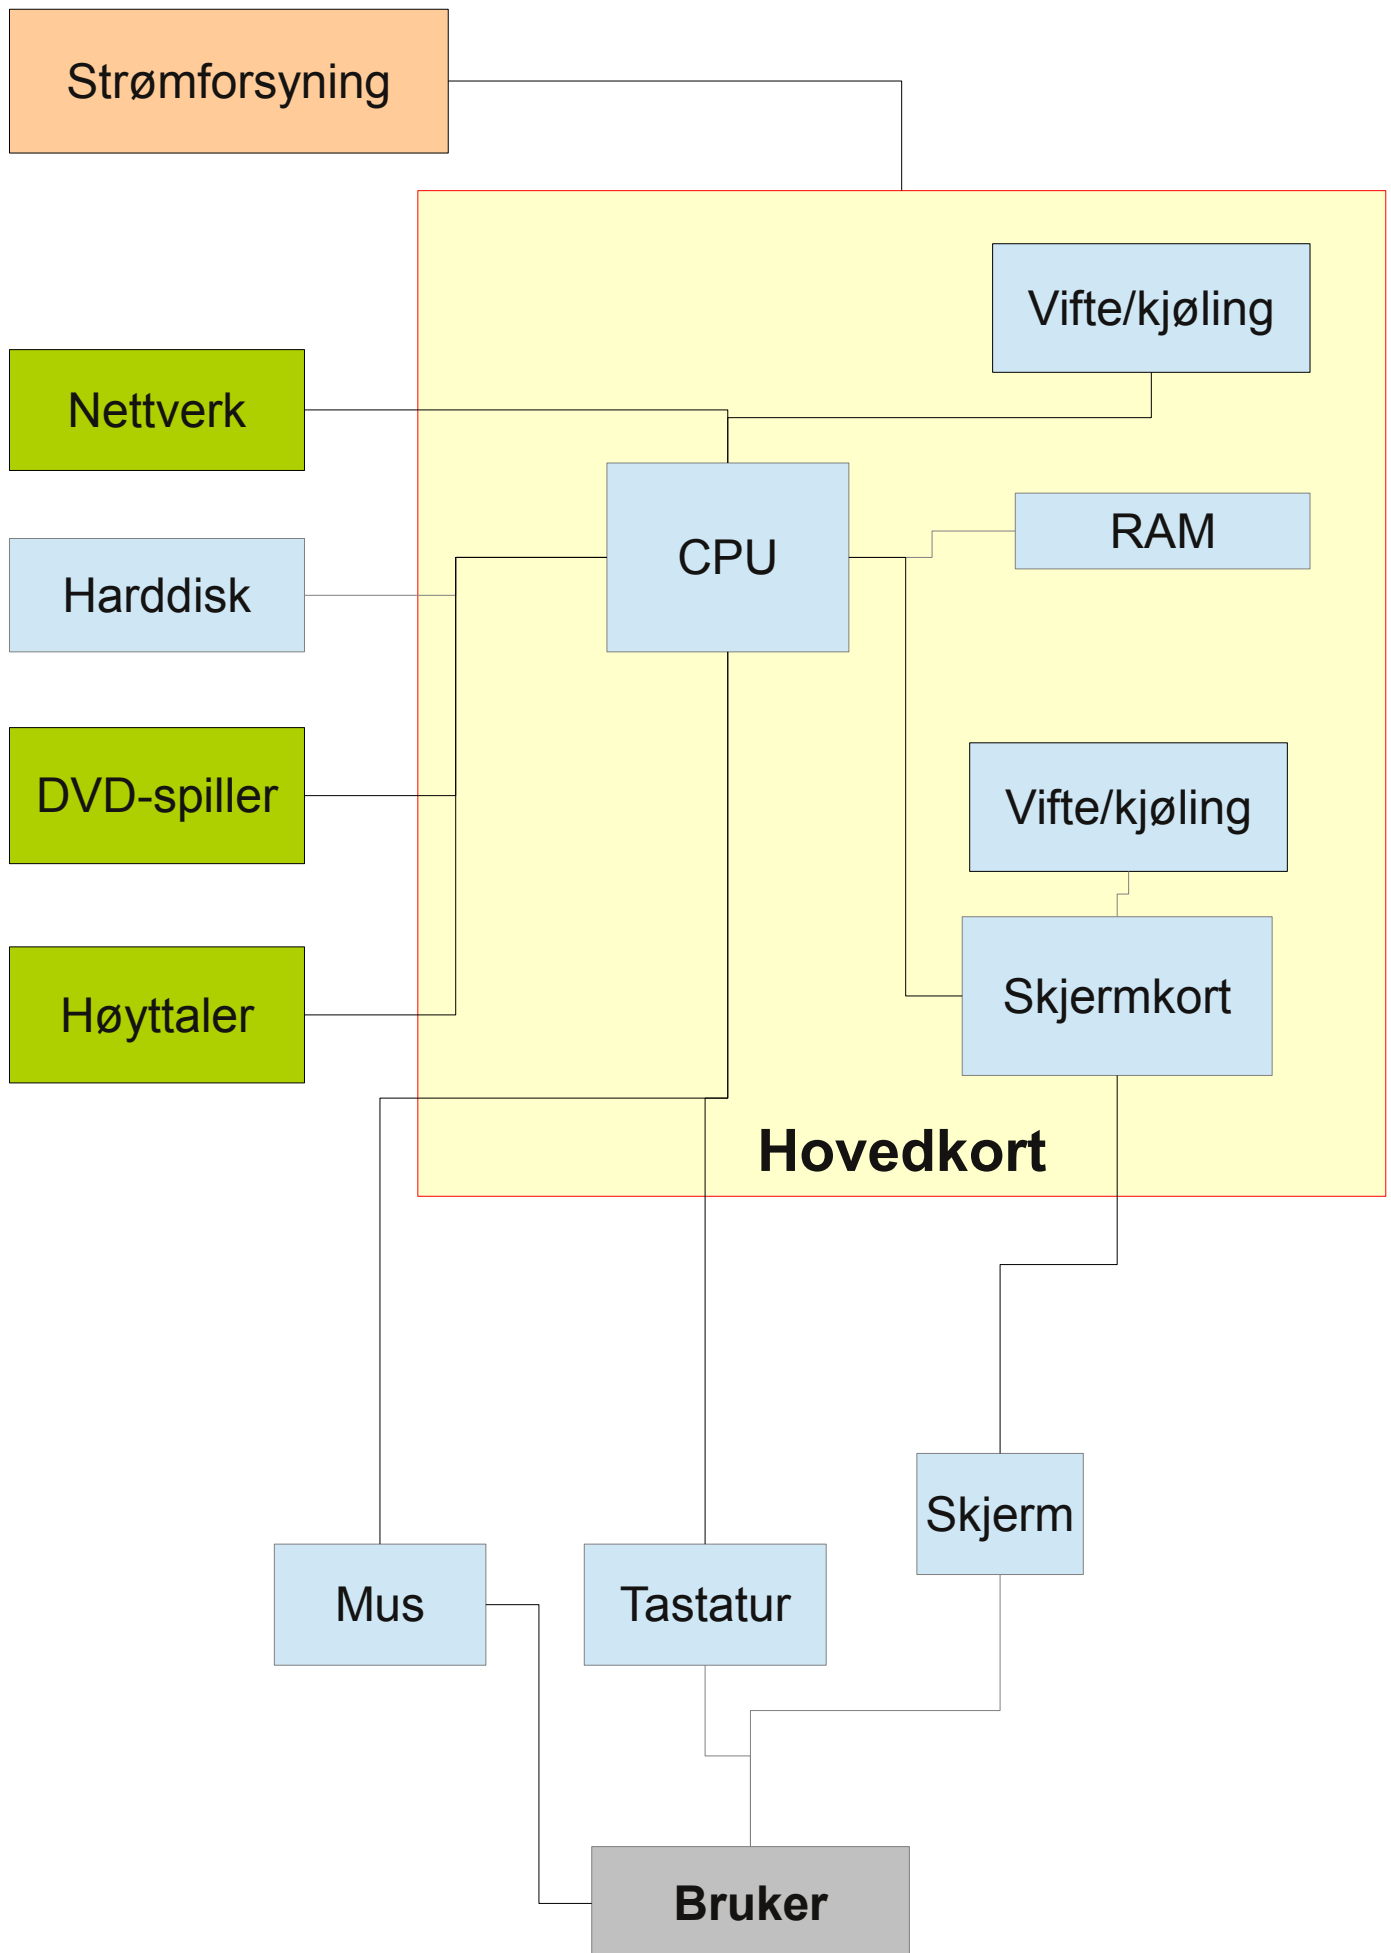 Strømforsyning
Vifte/kjøling
Nettverk
CPU
RAM
Harddisk
DVD-spiller
Vifte/kjøling
Høyttaler
Skjermkort
Hovedkort
Skjerm
Mus
Tastatur
Bruker